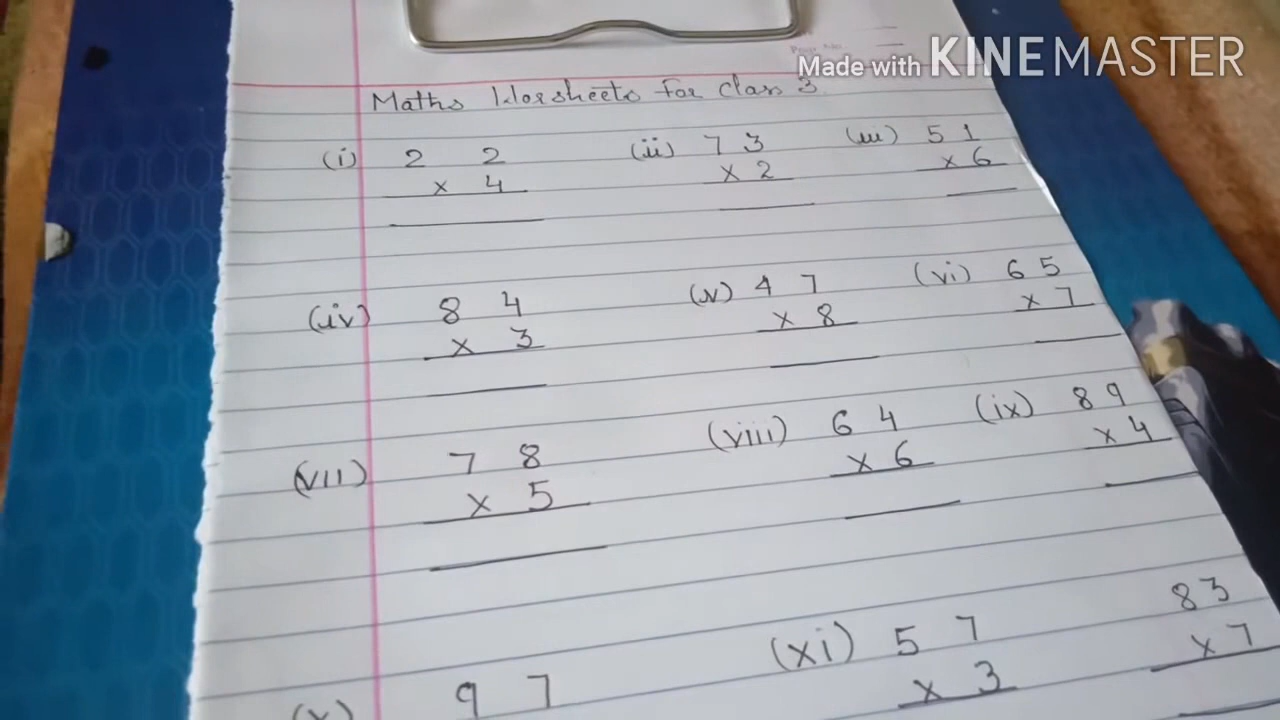 Made with KINEMASTER
Maths Worsheets for class 3
(i) 2 2 (ii) 7 3 (iii) 5 1
x 4 x 2 x 6
(iv) 8 4 (v) 4 7 (vi) 6 5
x 3 x 8 x 7
(vii) 7 8 (viii) 6 4 (ix) 8 9
x 5 x 6 x 4
(x) 9 7 (xi) 5 7 8 3
x 3 x 7